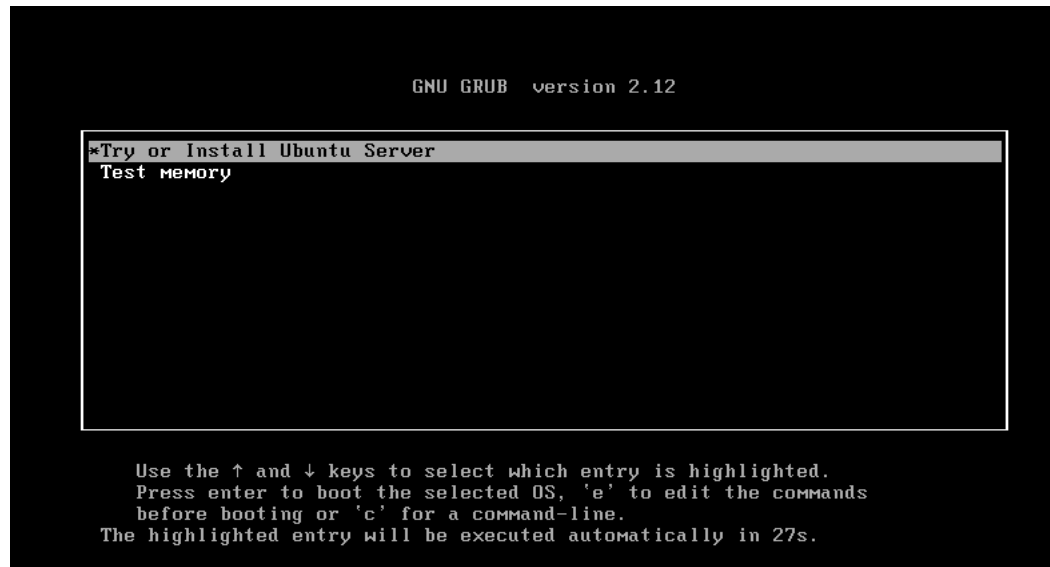 GNU GRUB version 2.12
*Try or Install Ubuntu Server
Test memory
Use the ↑ and ↓ keys to select which entry is highlighted.
Press enter to boot the selected OS, `e' to edit the commands
before booting or `c' for a command-line.
The highlighted entry will be executed automatically in 27s.